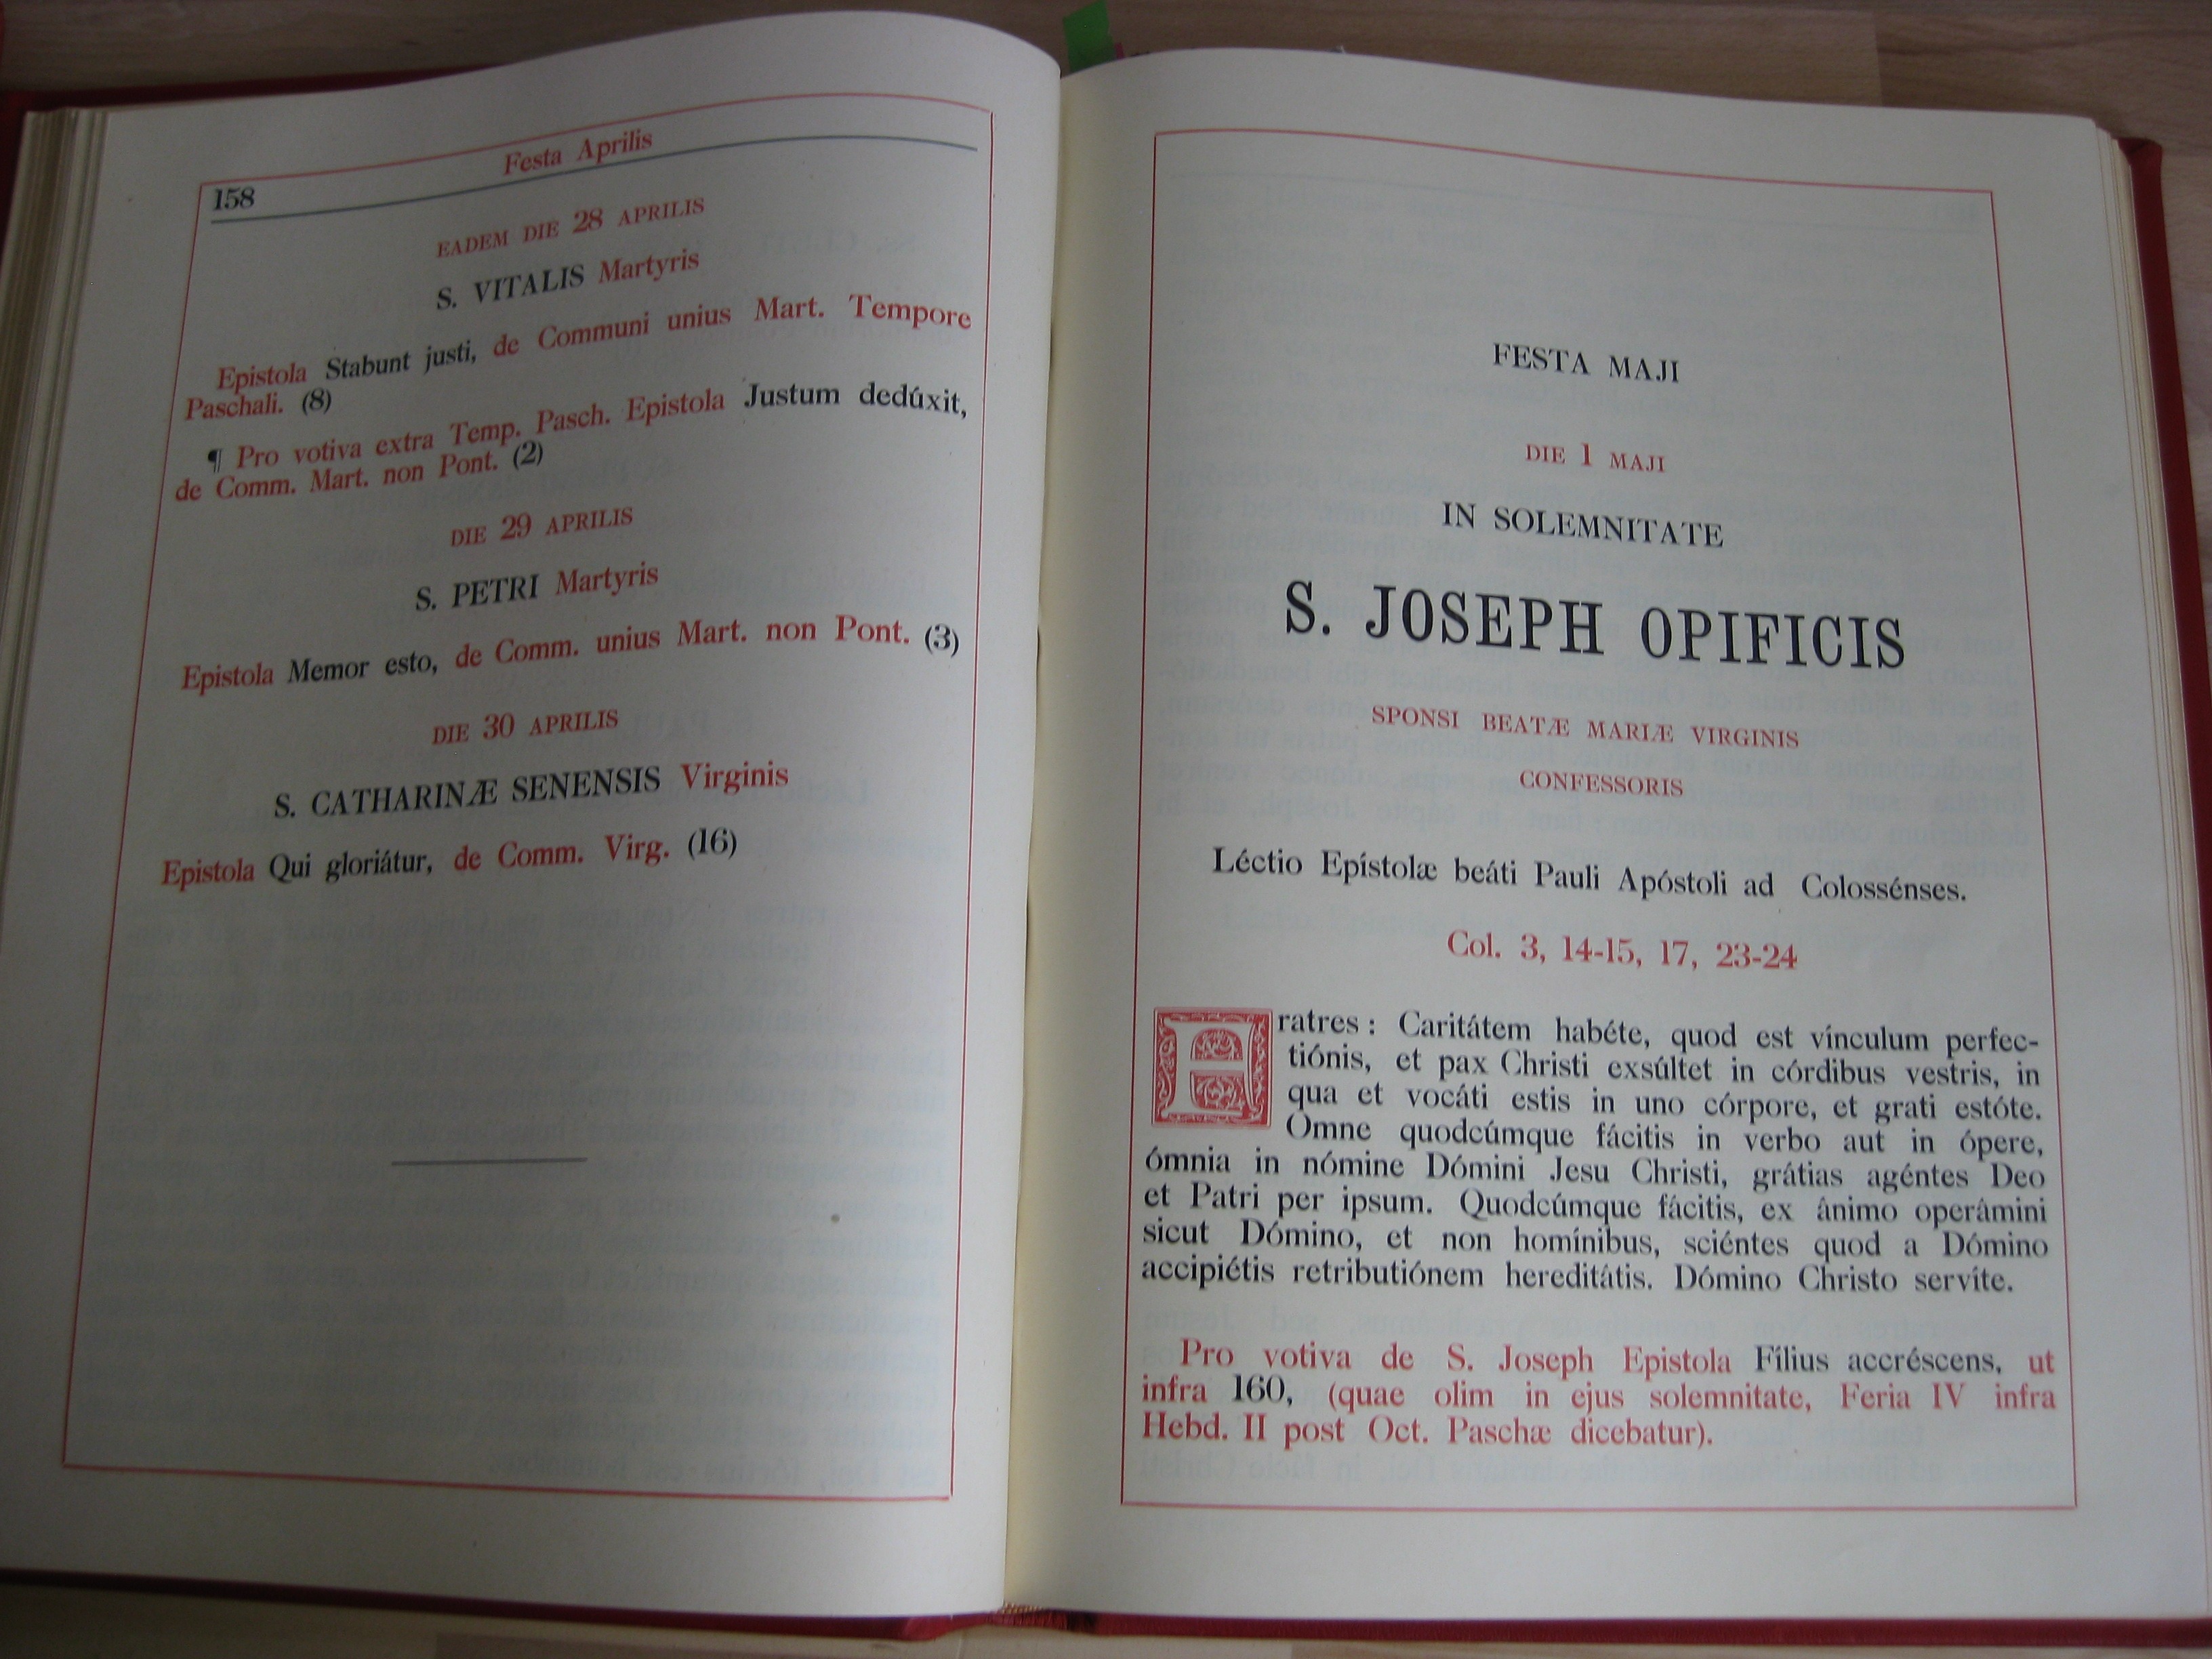 158
Festa Aprilis
EADEM DIE 28 APRILIS
S. VITALIS Martyris
Epistola Stabunt justi, de Communi unius Mart. Tempore
Paschali. (8)
¶ Pro votiva extra Temp. Pasch. Epistola Justum dedúxit,
de Comm. Mart. non Pont. (2)
DIE 29 APRILIS
S. PETRI Martyris
Epistola Memor esto, de Comm. unius Mart. non Pont. (3)
DIE 30 APRILIS
S. CATHARINÆ SENENSIS Virginis
Epistola Qui gloriátur, de Comm. Virg. (16)
FESTA MAJI
DIE 1 MAJI
IN SOLEMNITATE
S. JOSEPH OPIFICIS
SPONSI BEATÆ MARIÆ VIRGINIS
CONFESSORIS
Léctio Epístolæ beáti Pauli Apóstoli ad Colossénses.
Col. 3, 14-15, 17, 23-24
Fratres : Caritátem habéte, quod est vínculum perfec-
tiónis, et pax Christi exsúltet in córdibus vestris, in
qua et vocáti estis in uno córpore, et grati estóte.
Omne quodcúmque fácitis in verbo aut in ópere,
ómnia in nómine Dómini Jesu Christi, grátias agéntes Deo
et Patri per ipsum. Quodcúmque fácitis, ex ánimo operâmini
sicut Dómino, et non homínibus, sciéntes quod a Dómino
accipiétis retributiónem hereditátis. Dómino Christo servíte.
Pro votiva de S. Joseph Epistola Fílius accréscens, ut
infra 160, (quae olim in ejus solemnitate, Feria IV infra
Hebd. II post Oct. Paschæ dicebatur).